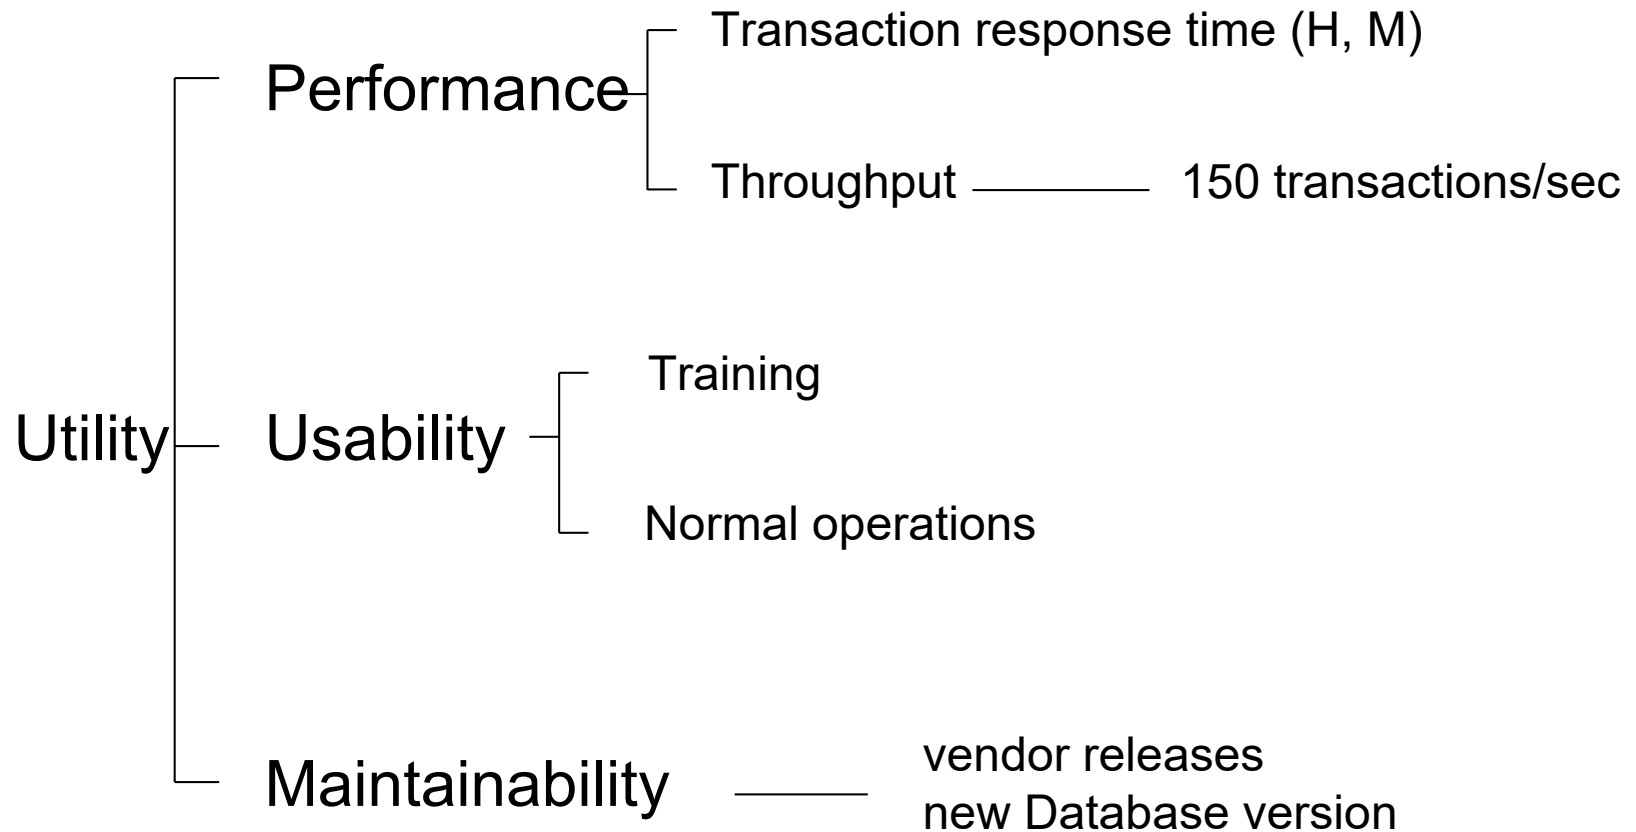 Transaction response time (H, M)
Performance
Throughput
150 transactions/sec
Training
Utility
Usability
Normal operations
Maintainability
vendor releases
new Database version